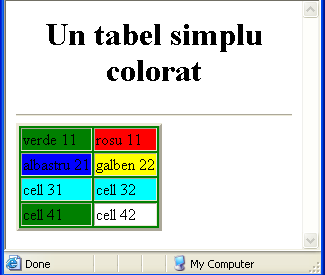 Un tabel simplu
colorat
verde 11 rosu 11
albastru 21 galben 22
cell 31 cell 32
cell 41 cell 42
Done My Computer